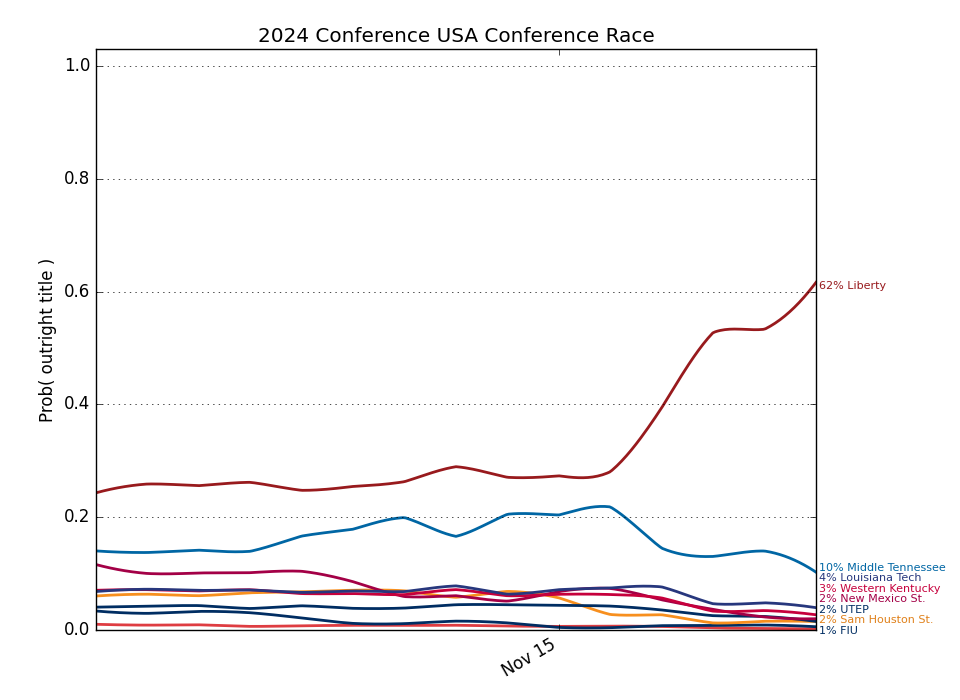 2024 Conference USA Conference Race
1.0
0.8
0.6
0.4
0.2
0.0
Prob( outright title )
Nov 15
62% Liberty
10% Middle Tennessee
4% Louisiana Tech
3% Western Kentucky
2% New Mexico St.
2% UTEP
2% Sam Houston St.
1% FIU